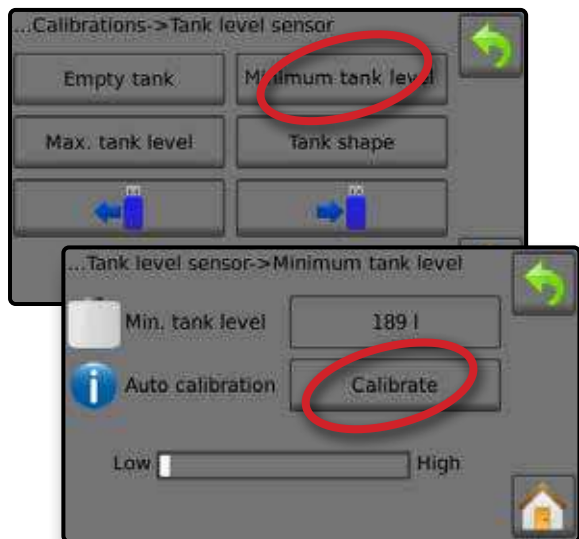 ...Calibrations->Tank level sensor
Empty tank
Minimum tank level
Max. tank level
Tank shape
...Tank level sensor->Minimum tank level
Min. tank level
189 l
Auto calibration
Calibrate
Low
High